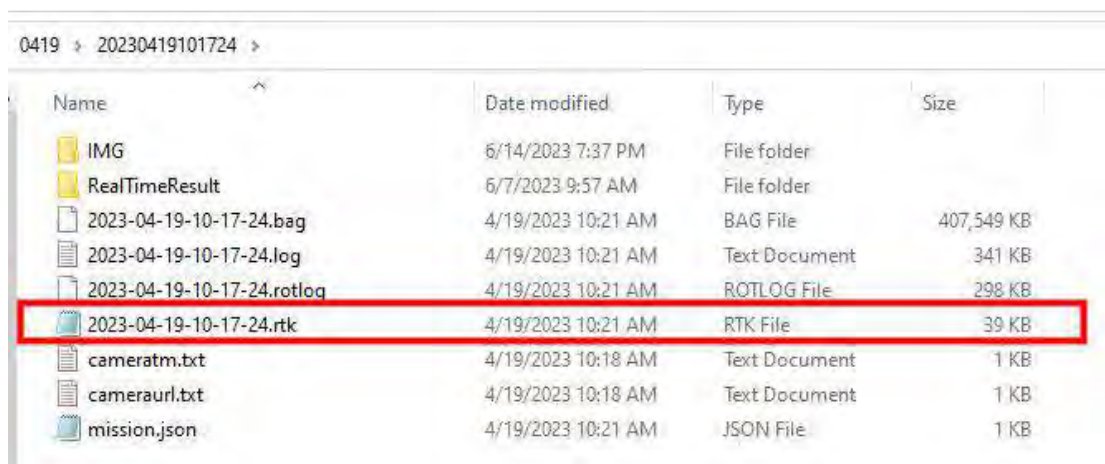 0419 > 20230419101724 >
Name Date modified Type Size
IMG 6/14/2023 7:37 PM File folder
RealTimeResult 6/7/2023 9:57 AM File folder
2023-04-19-10-17-24.bag 4/19/2023 10:21 AM BAG File 407,549 KB
2023-04-19-10-17-24.log 4/19/2023 10:21 AM Text Document 341 KB
2023-04-19-10-17-24.rotlog 4/19/2023 10:21 AM ROTLOG File 298 KB
2023-04-19-10-17-24.rtk 4/19/2023 10:21 AM RTK File 39 KB
cameratm.txt 4/19/2023 10:18 AM Text Document 1 KB
cameraurl.txt 4/19/2023 10:18 AM Text Document 1 KB
mission.json 4/19/2023 10:21 AM JSON File 1 KB